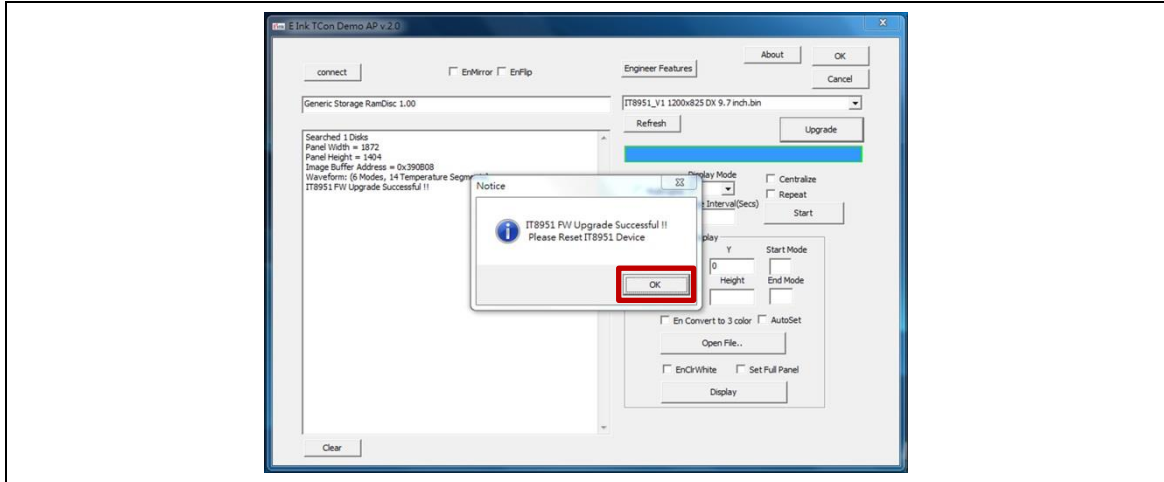 E Ink TCon Demo AP v.2.0
About
OK
connect
EnMirror
EnFlip
Engineer Features
Cancel
Generic Storage RamDisc 1.00
IT8951_V1 1200x825 DX 9.7 inch.bin
Refresh
Upgrade
Searched 1 Disks
Panel Width = 1872
Panel Height = 1404
Image Buffer Address = 0x390B08
Waveform: (6 Modes, 14 Temperature
IT8951 FW Upgrade Successful !!
Display Mode
Centralize
Repeat
Interval(Secs)
Start
Notice
IT8951 FW Upgrade Successful !!
Please Reset IT8951 Device
OK
Y
Start Mode
0
Height
End Mode
En Convert to 3 color
AutoSet
Open File..
EnClrWhite
Set Full Panel
Display
Clear